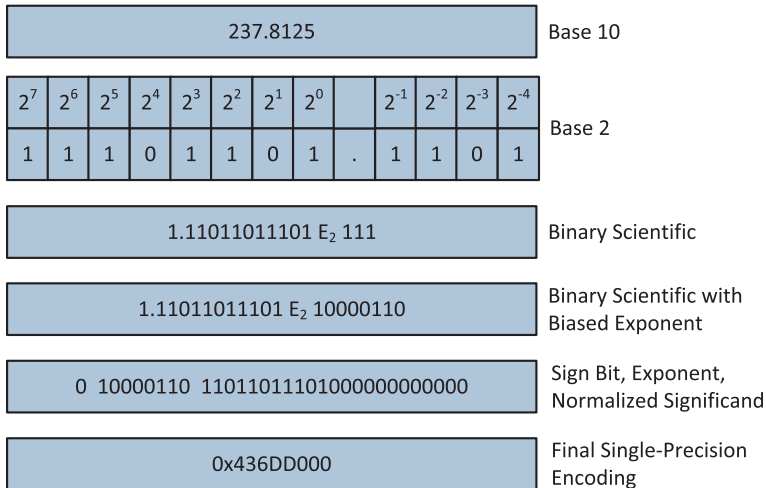 237.8125 Base 10
2^7 2^6 2^5 2^4 2^3 2^2 2^1 2^0 2^-1 2^-2 2^-3 2^-4
Base 2
1 1 1 0 1 1 0 1 . 1 1 0 1
1.11011011101 E₂ 111 Binary Scientific
1.11011011101 E₂ 10000110
Binary Scientific with
Biased Exponent
0 10000110 11011011101000000000000
Sign Bit, Exponent,
Normalized Significand
0x436DD000
Final Single-Precision
Encoding